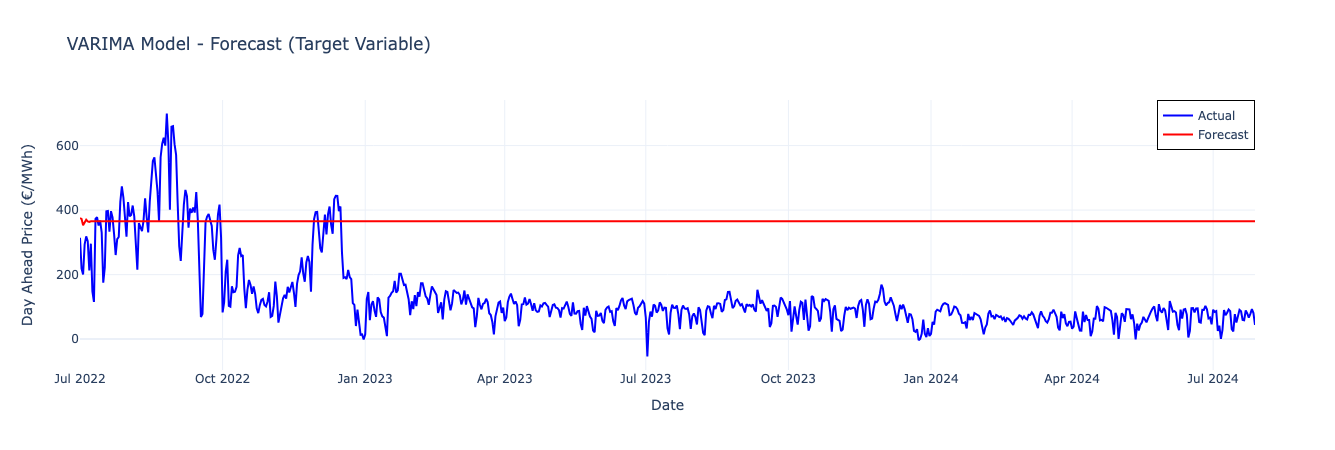 VARIMA Model - Forecast (Target Variable)
Actual
Forecast
Day Ahead Price (€/MWh)
600
400
200
0
Jul 2022 Oct 2022 Jan 2023 Apr 2023 Jul 2023 Oct 2023 Jan 2024 Apr 2024 Jul 2024
Date